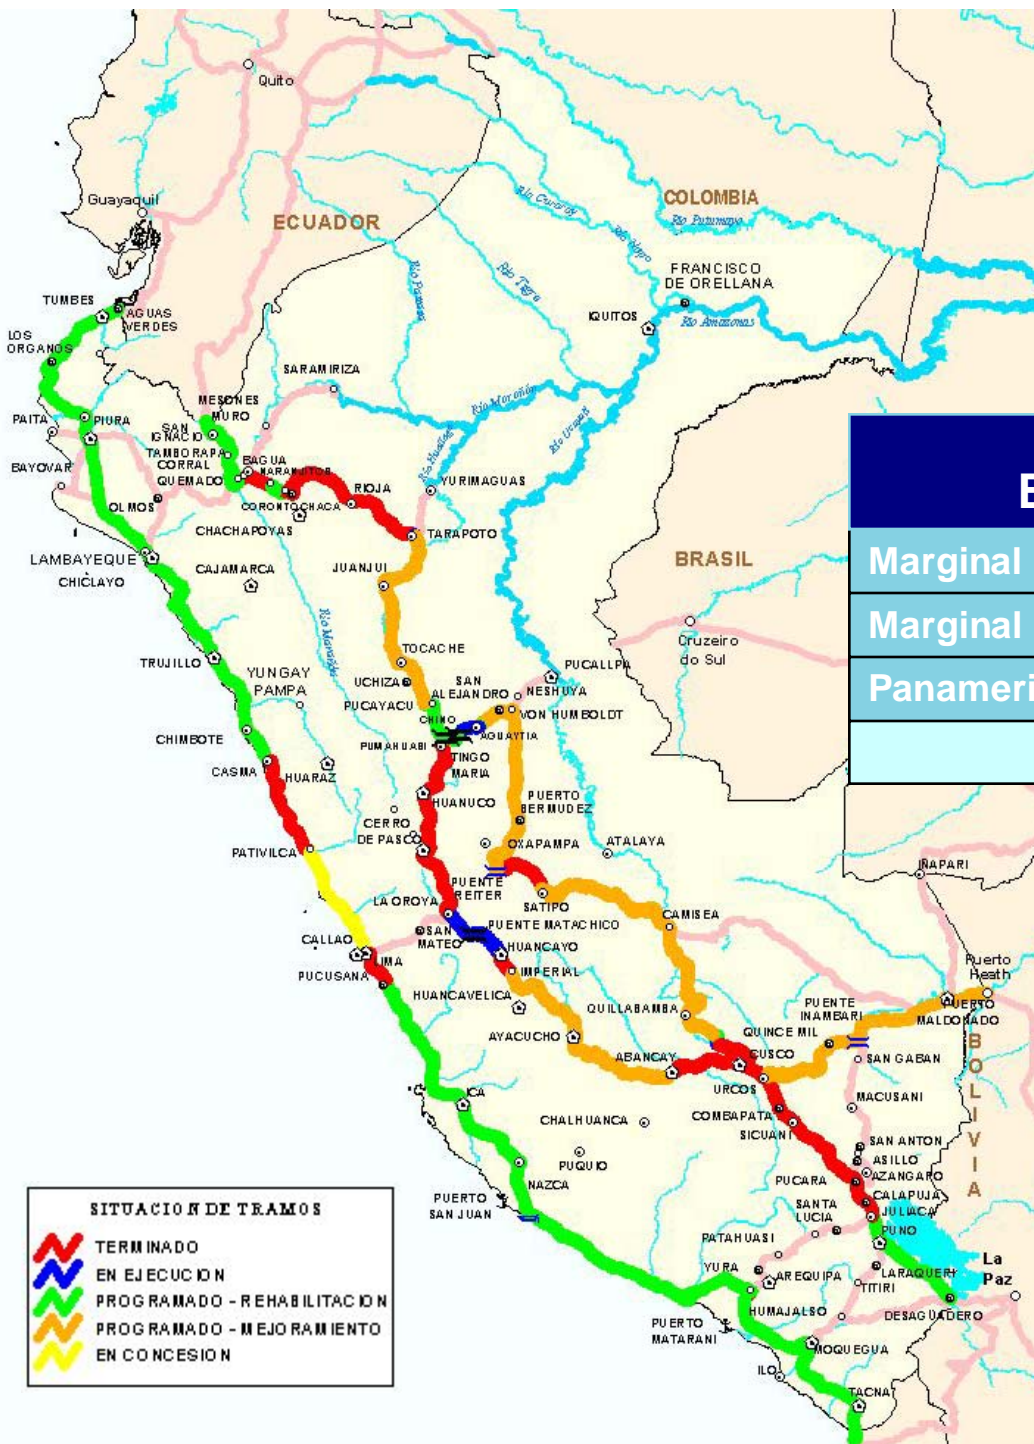 Quito
Guayaquil
ECUADOR
COLOMBIA
Río Curaray
Río Putumayo
Río Napo
Río Tigre
Río Pastaza
FRANCISCO
DE ORELLANA
IQUITOS
Río Amazonas
TUMBES
AGUAS
VERDES
LOS
ORGANOS
SARAMIRIZA
MESONES
MURO
Río Marañón
PAITA
PIURA
SAN
IGNACIO
TAMBORAPA
CORRAL
QUEMADO
BAGUA
NARANJITOS
Río Huallaga
Río Ucayali
BAYOVAR
RIOJA
YURIMAGUAS
OLMOS
CORONTOCHACA
CHACHAPOYAS
TARAPOTO
LAMBAYEQUE
CHICLAYO
CAJAMARCA
JUANJUI
BRASIL
Río Marañón
Cruzeiro
do Sul
TRUJILLO
YUNGAY
PAMPA
TOCACHE
UCHIZA
SAN
ALEJANDRO
PUCALLPA
NESHUYA
PUCAYACU
VON HUMBOLDT
CHINO
AGUAYTIA
CHIMBOTE
PUMAHUASI
TINGO
MARIA
CASMA
HUARAZ
HUANUCO
PUERTO
BERMUDEZ
CERRO
DE PASCO
OXAPAMPA
ATALAYA
PATIVILCA
PUENTE
REITER
IÑAPARI
LA OROYA
SATIPO
CAMISEA
CALLAO
SAN
MATEO
PUENTE MATACHICO
HUANCAYO
LIMA
PUCUSANA
IMPERIAL
Puerto
Heath
HUANCAVELICA
QUILLABAMBA
PUENTE
INAMBARI
PUERTO
MALDONADO
AYACUCHO
QUINCE MIL
ABANCAY
CUSCO
SAN GABAN
BOLIVIA
URCOS
ICA
COMBAPATA
MACUSANI
CHALHUANCA
SICUANI
SAN ANTON
ASILLO
PUQUIO
AZANGARO
NAZCA
PUCARA
CALAPUJA
PUERTO
SAN JUAN
SANTA
LUCIA
JULIACA
PUNO
PATAHUASI
La
Paz
YURA
AREQUIPA
LARAQUERI
TITIRI
HUMAJALSO
DESAGUADERO
PUERTO
MATARANI
MOQUEGUA
ILO
TACNA
E
Marginal
Marginal
Panameri
SITUACION DE TRAMOS
TERMINADO
EN EJECUCION
PROGRAMADO - REHABILITACION
PROGRAMADO - MEJORAMIENTO
EN CONCESION